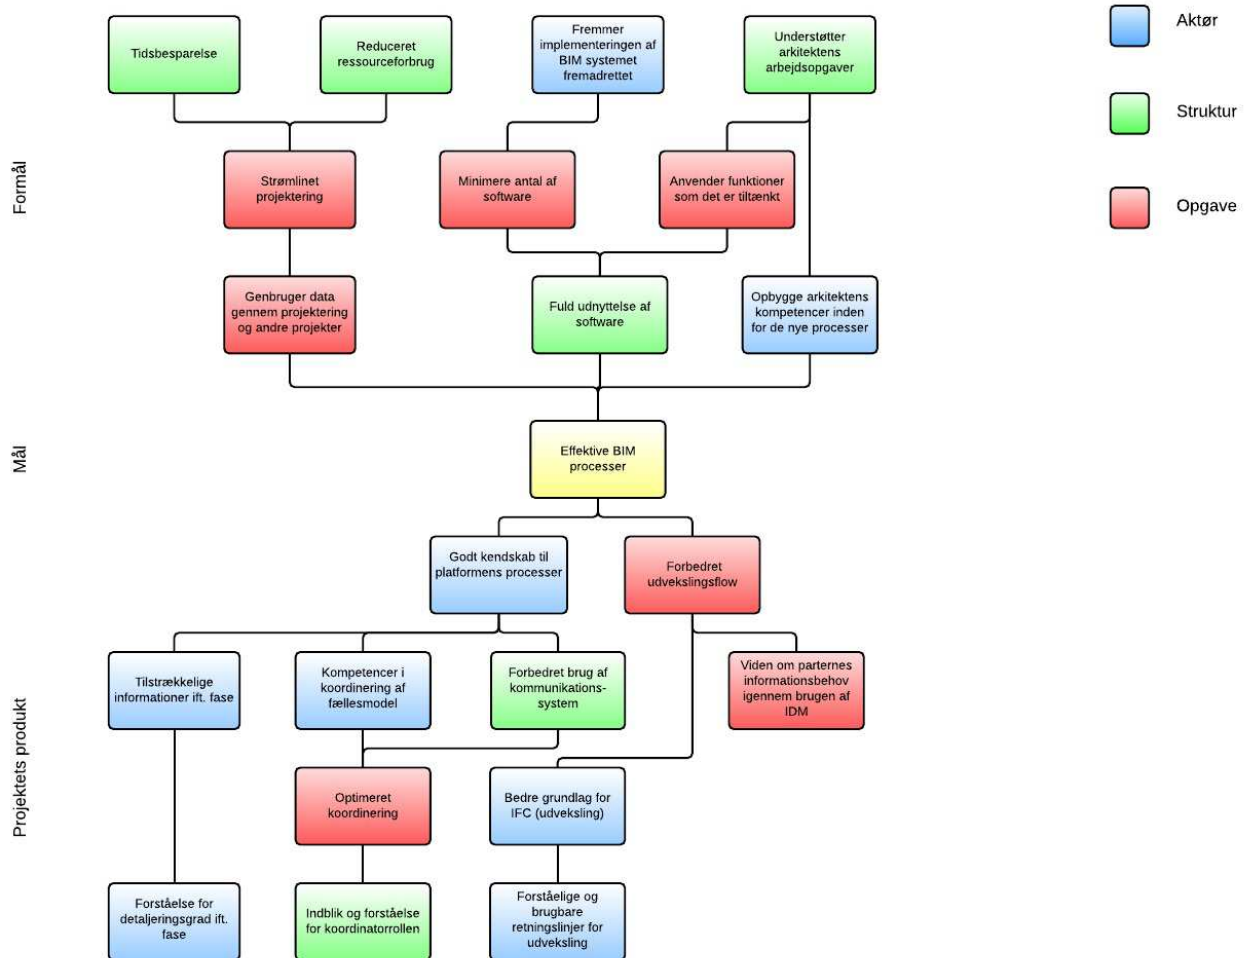 Tidsbesparelse
Reduceret
ressourceforbrug
Fremmer
implementeringen af
BIM systemet
fremadrettet
Understøtter
arkitektens
arbejdsopgaver
Aktør
Struktur
Opgave
Formål
Strømlinet
projektering
Minimere antal af
software
Anvender funktioner
som det er tiltænkt
Genbruger data
gennem projektering
og andre projekter
Fuld udnyttelse af
software
Opbygge arkitektens
kompetencer inden
for de nye processer
Mål
Effektive BIM
processer
Godt kendskab til
platformens processer
Forbedret
udvekslingsflow
Projektets produkt
Tilstrækkelige
informationer ift. fase
Kompetencer i
koordinering af
fællesmodel
Forbedret brug af
kommunikations-
system
Viden om parternes
informationsbehov
igennem brugen af
IDM
Optimeret
koordinering
Bedre grundlag for
IFC (udveksling)
Forståelse for
detaljeringsgrad ift.
fase
Indblik og forståelse
for koordinatorrollen
Forståelige og
brugbare
retningslinjer for
udveksling